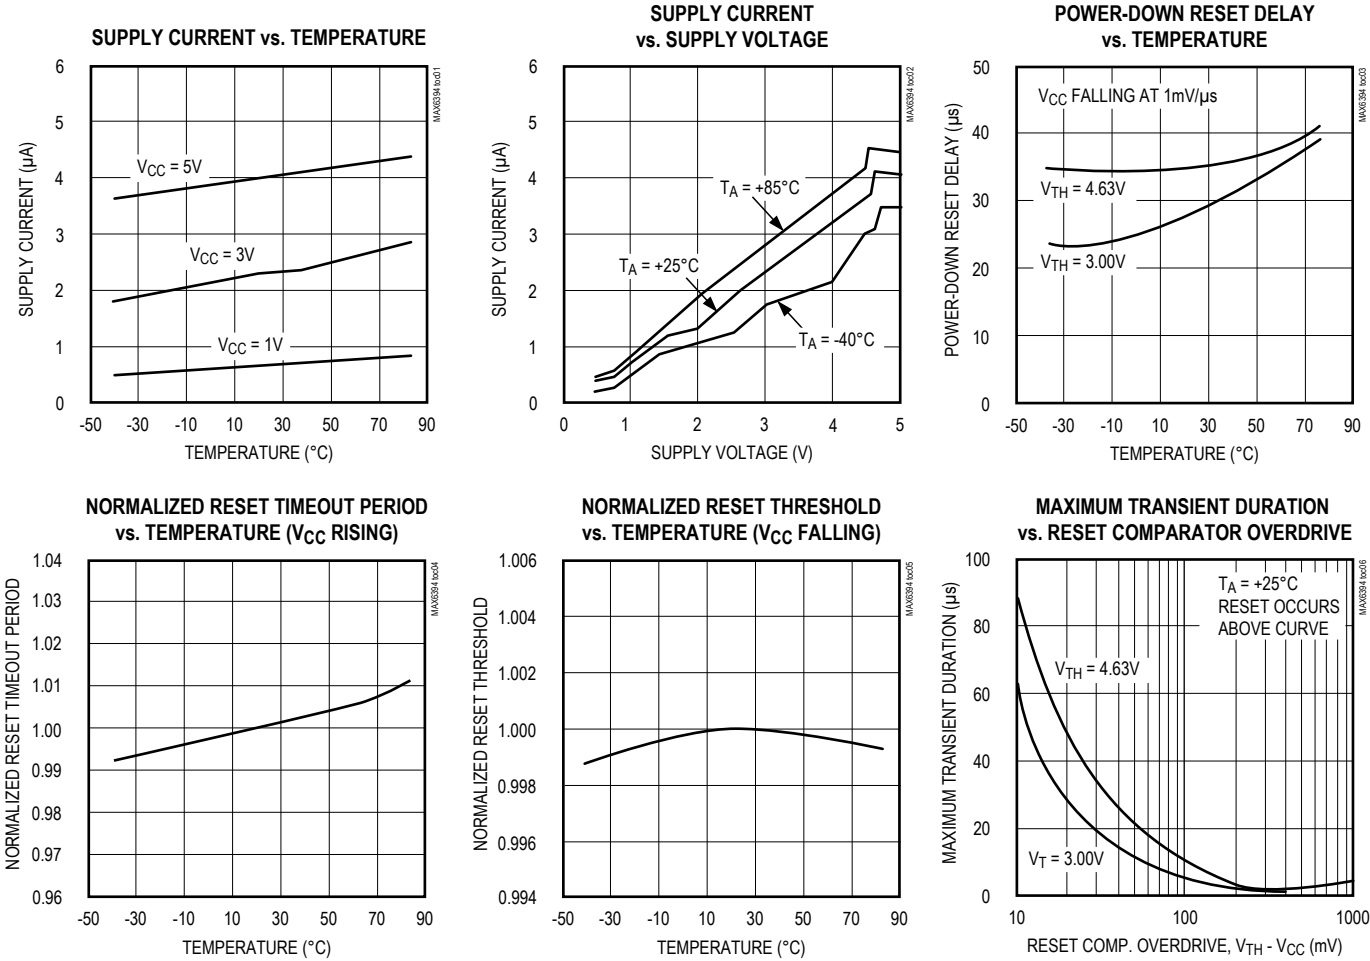 SUPPLY CURRENT vs. TEMPERATURE
MAX6394 toc01
SUPPLY CURRENT (µA)
6
5
4
3
2
1
0
VCC = 5V
VCC = 3V
VCC = 1V
-50 -30 -10 10 30 50 70 90
TEMPERATURE (°C)
SUPPLY CURRENT
vs. SUPPLY VOLTAGE
MAX6394 toc02
SUPPLY CURRENT (µA)
6
5
4
3
2
1
0
TA = +85°C
TA = +25°C
TA = -40°C
0 1 2 3 4 5
SUPPLY VOLTAGE (V)
POWER-DOWN RESET DELAY
vs. TEMPERATURE
MAX6394 toc03
POWER-DOWN RESET DELAY (µs)
50
40
30
20
10
0
VCC FALLING AT 1mV/µs
VTH = 4.63V
VTH = 3.00V
-50 -30 -10 10 30 50 70 90
TEMPERATURE (°C)
NORMALIZED RESET TIMEOUT PERIOD
vs. TEMPERATURE (VCC RISING)
MAX6394 toc04
NORMALIZED RESET TIMEOUT PERIOD
1.04
1.03
1.02
1.01
1.00
0.99
0.98
0.97
0.96
-50 -30 -10 10 30 50 70 90
TEMPERATURE (°C)
NORMALIZED RESET THRESHOLD
vs. TEMPERATURE (VCC FALLING)
MAX6394 toc05
NORMALIZED RESET THRESHOLD
1.006
1.004
1.002
1.000
0.998
0.996
0.994
-50 -30 -10 10 30 50 70 90
TEMPERATURE (°C)
MAXIMUM TRANSIENT DURATION
vs. RESET COMPARATOR OVERDRIVE
MAX6394 toc06
MAXIMUM TRANSIENT DURATION (µs)
100
80
60
40
20
0
TA = +25°C
RESET OCCURS
ABOVE CURVE
VTH = 4.63V
VT = 3.00V
10 100 1000
RESET COMP. OVERDRIVE, VTH - VCC (mV)